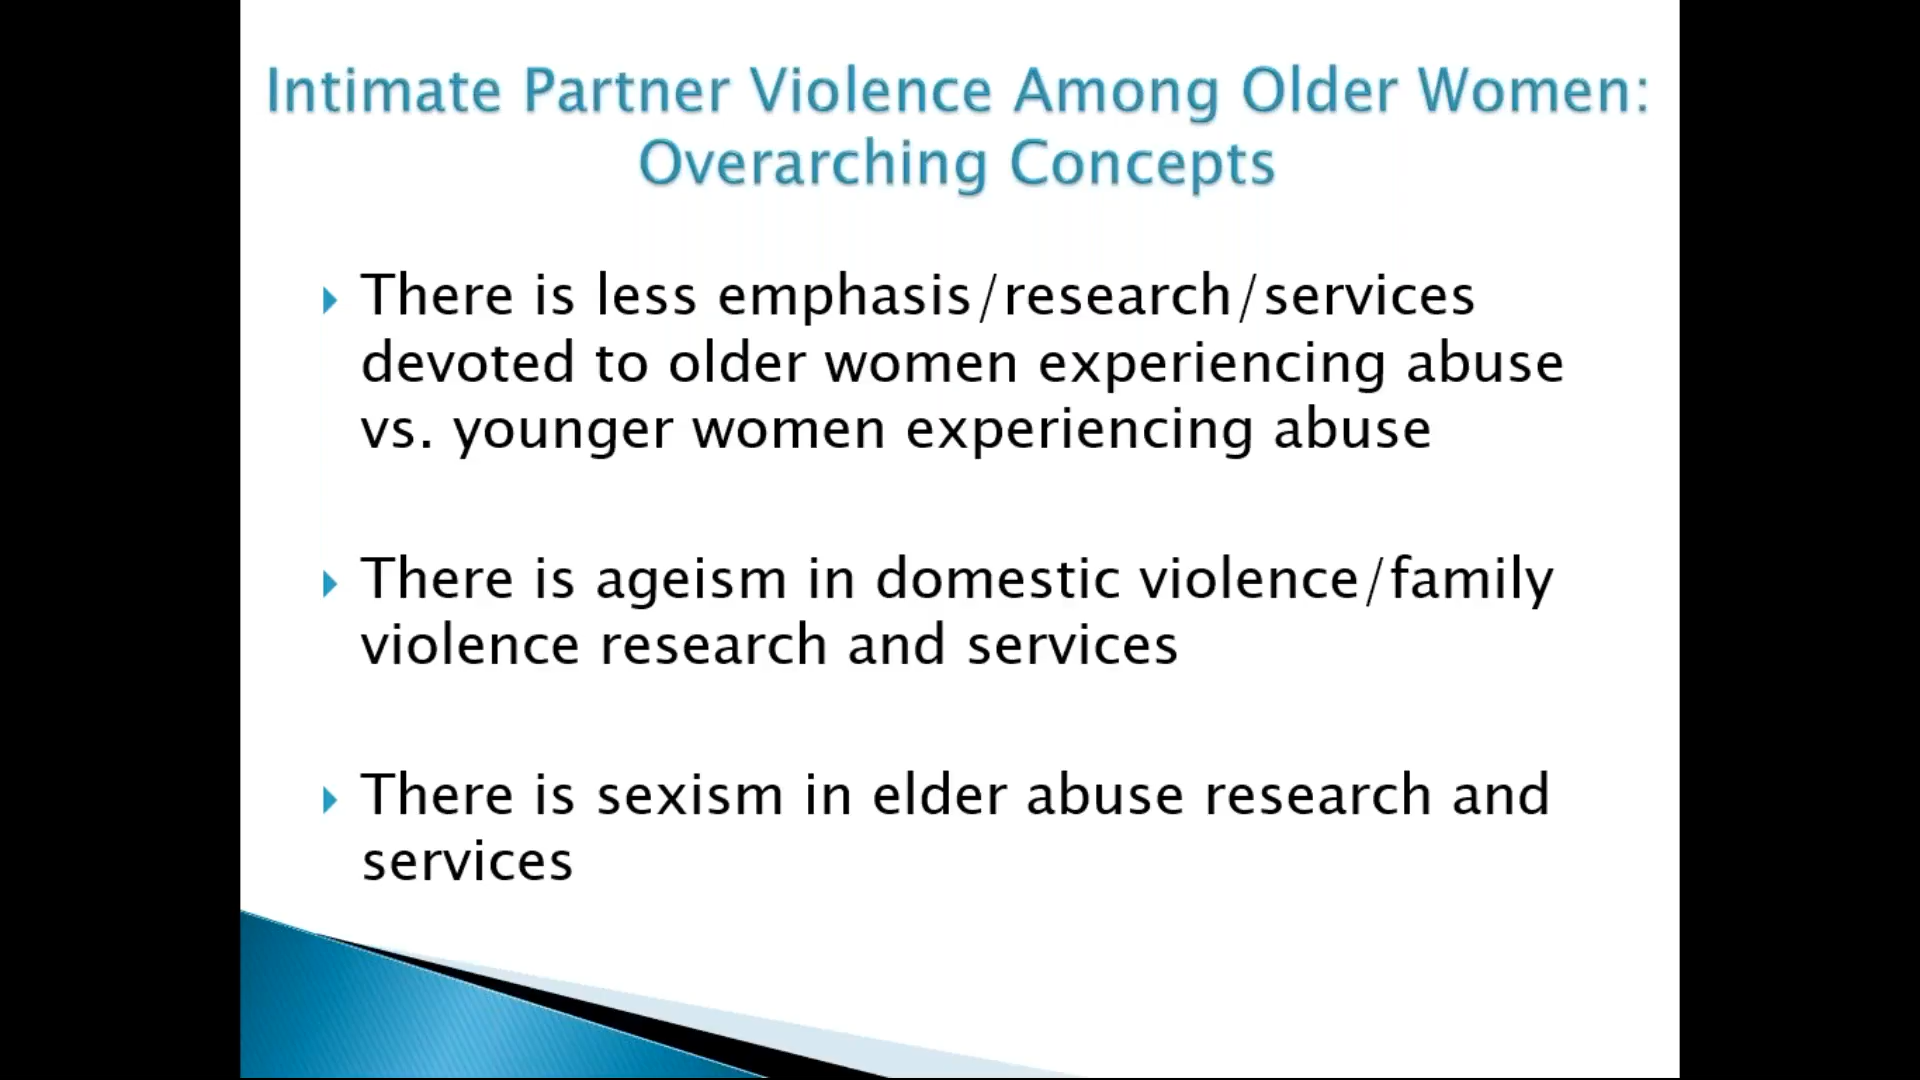 Intimate Partner Violence Among Older Women:
Overarching Concepts
There is less emphasis/research/services
devoted to older women experiencing abuse
vs. younger women experiencing abuse
There is ageism in domestic violence/family
violence research and services
There is sexism in elder abuse research and
services